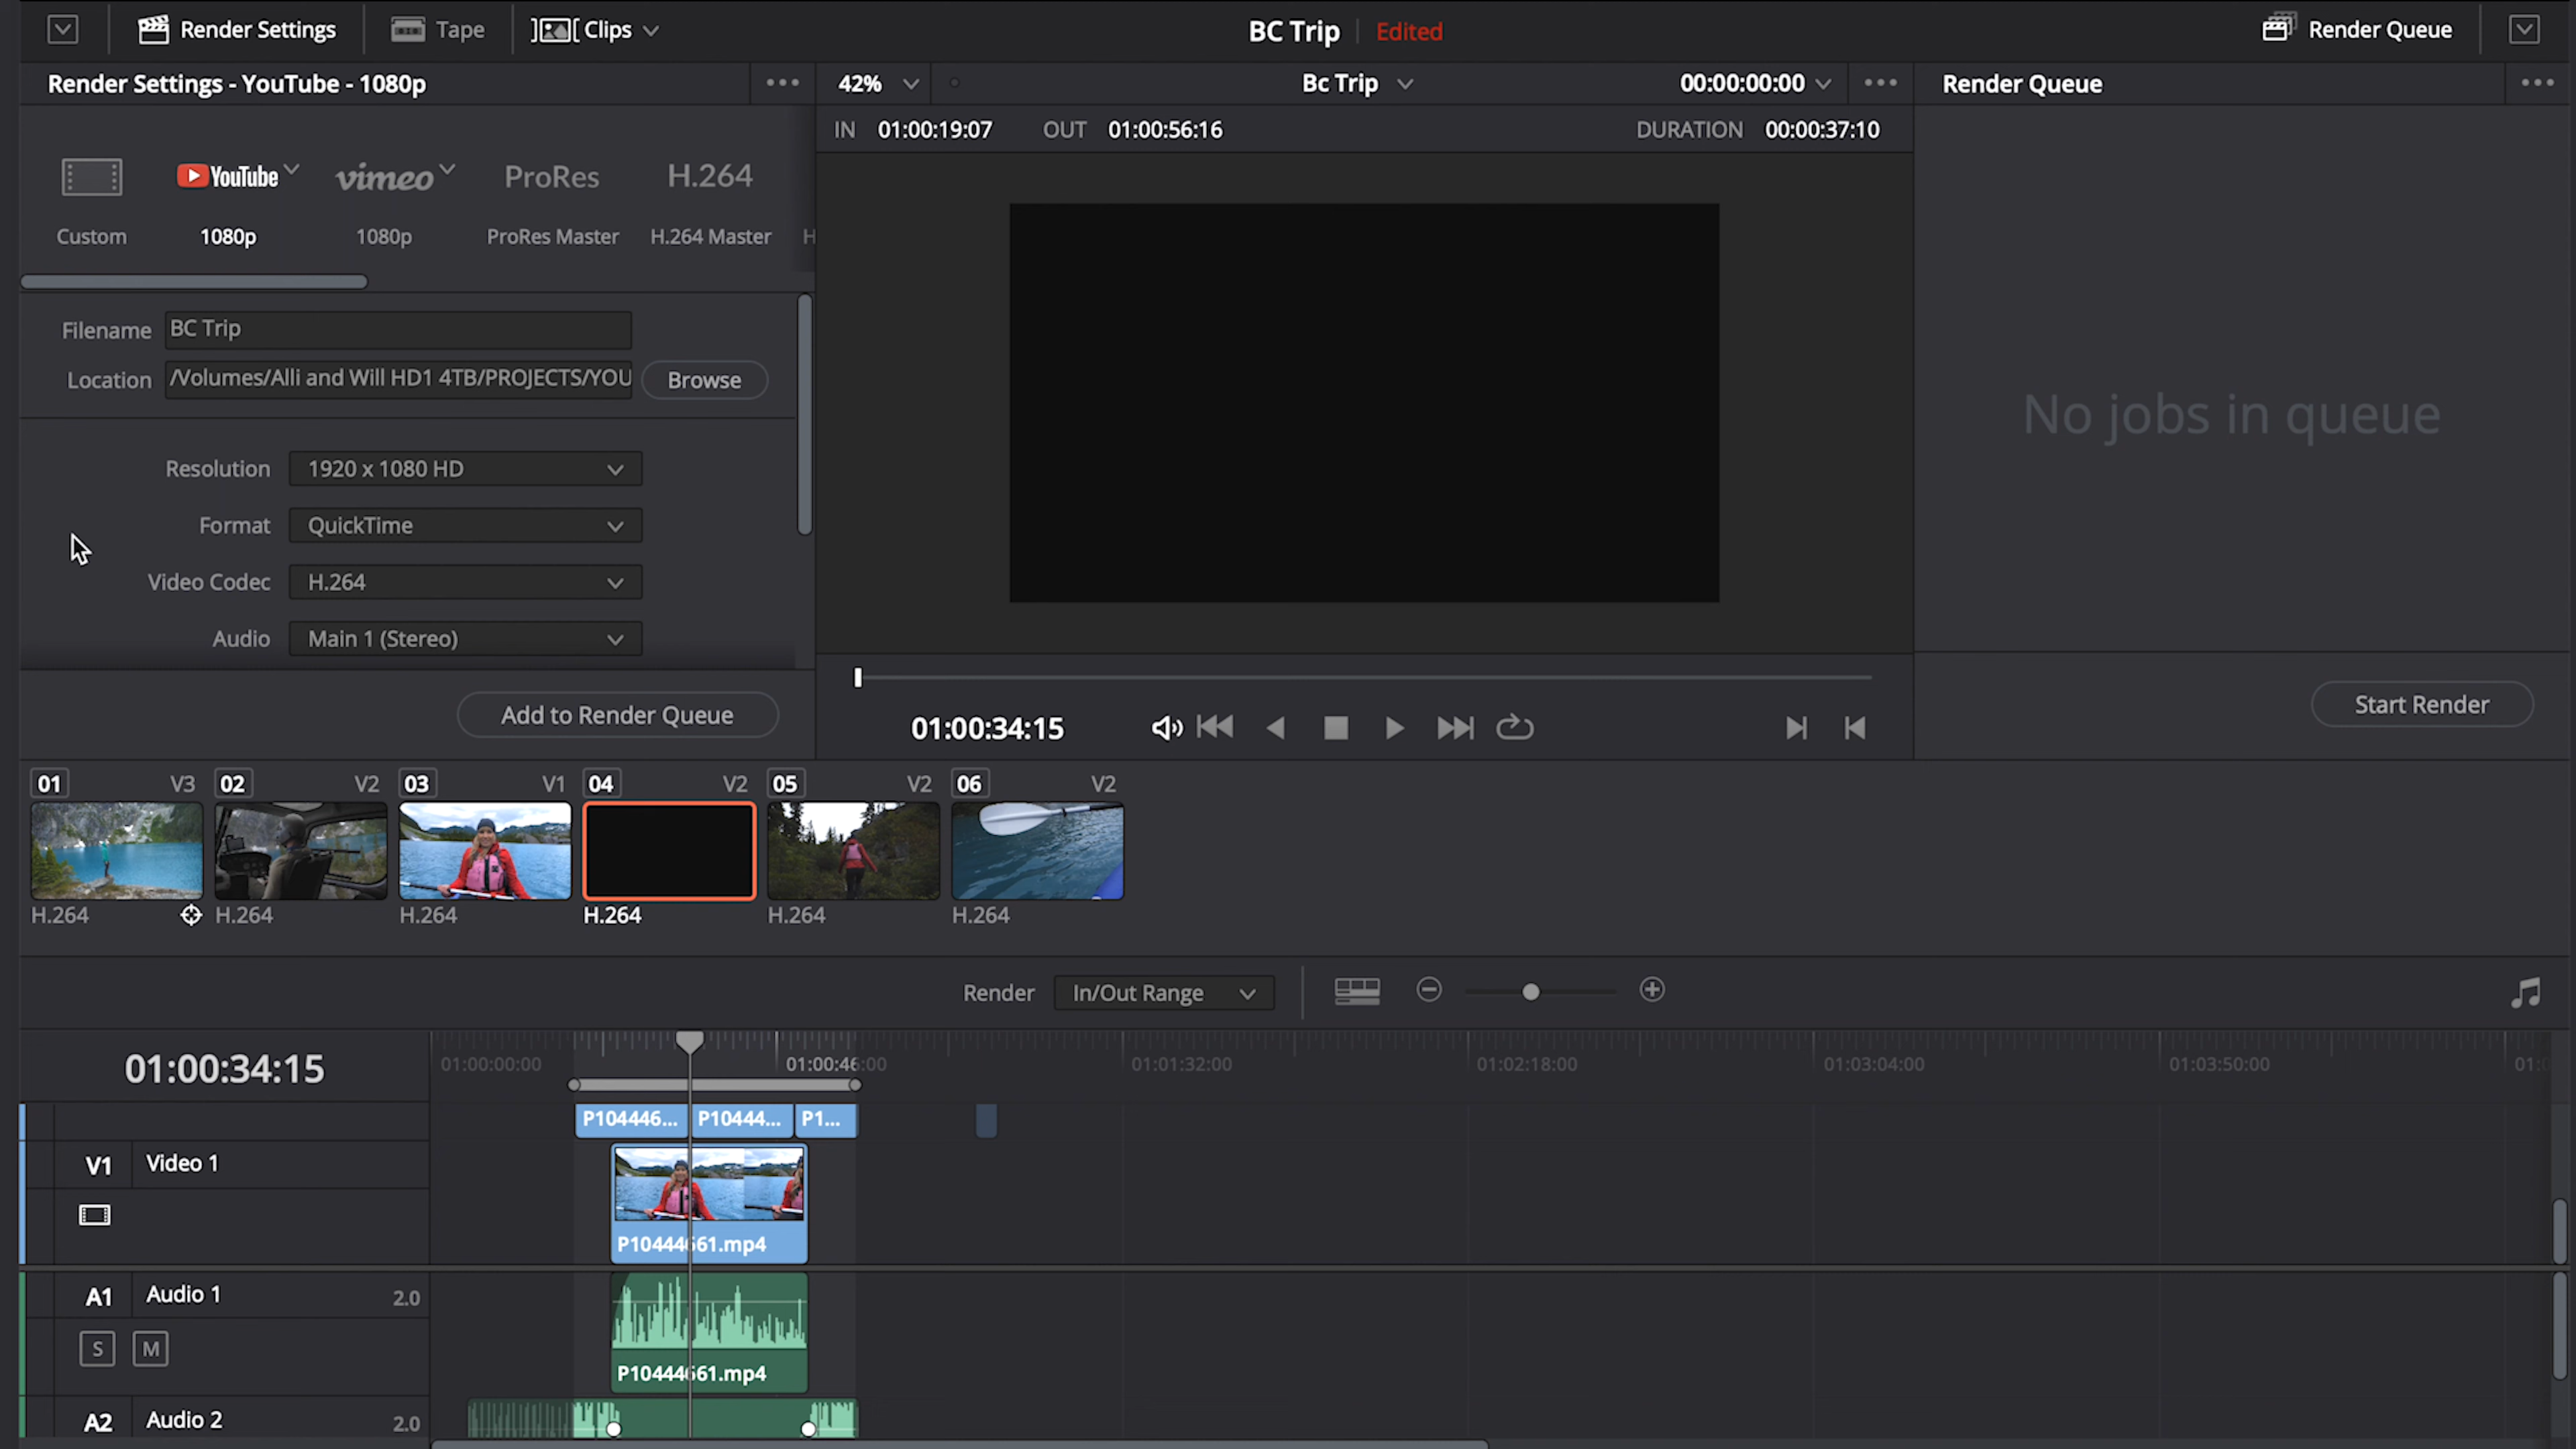 Render Settings
Tape
Clips
BC Trip
Edited
Render Queue
Render Settings - YouTube - 1080p
42%
Bc Trip
00:00:00:00
Render Queue
IN 01:00:19:07
OUT 01:00:56:16
DURATION 00:00:37:10
YouTube
vimeo
ProRes
H.264
Custom
1080p
1080p
ProRes Master
H.264 Master
H
Filename
BC Trip
Location
/Volumes/Alli and Will HD1 4TB/PROJECTS/YOU
Browse
No jobs in queue
Resolution
1920 x 1080 HD
Format
QuickTime
Video Codec
H.264
Audio
Main 1 (Stereo)
Add to Render Queue
01:00:34:15
Start Render
01 V3
02 V2
03 V1
04 V2
05 V2
06 V2
H.264
H.264
H.264
H.264
H.264
H.264
Render
In/Out Range
01:00:34:15
01:00:00:00
01:00:46:00
01:01:32:00
01:02:18:00
01:03:04:00
01:03:50:00
P104446...
P10444...
P1...
V1
Video 1
P10444661.mp4
A1
Audio 1
2.0
S
M
P10444661.mp4
A2
Audio 2
2.0